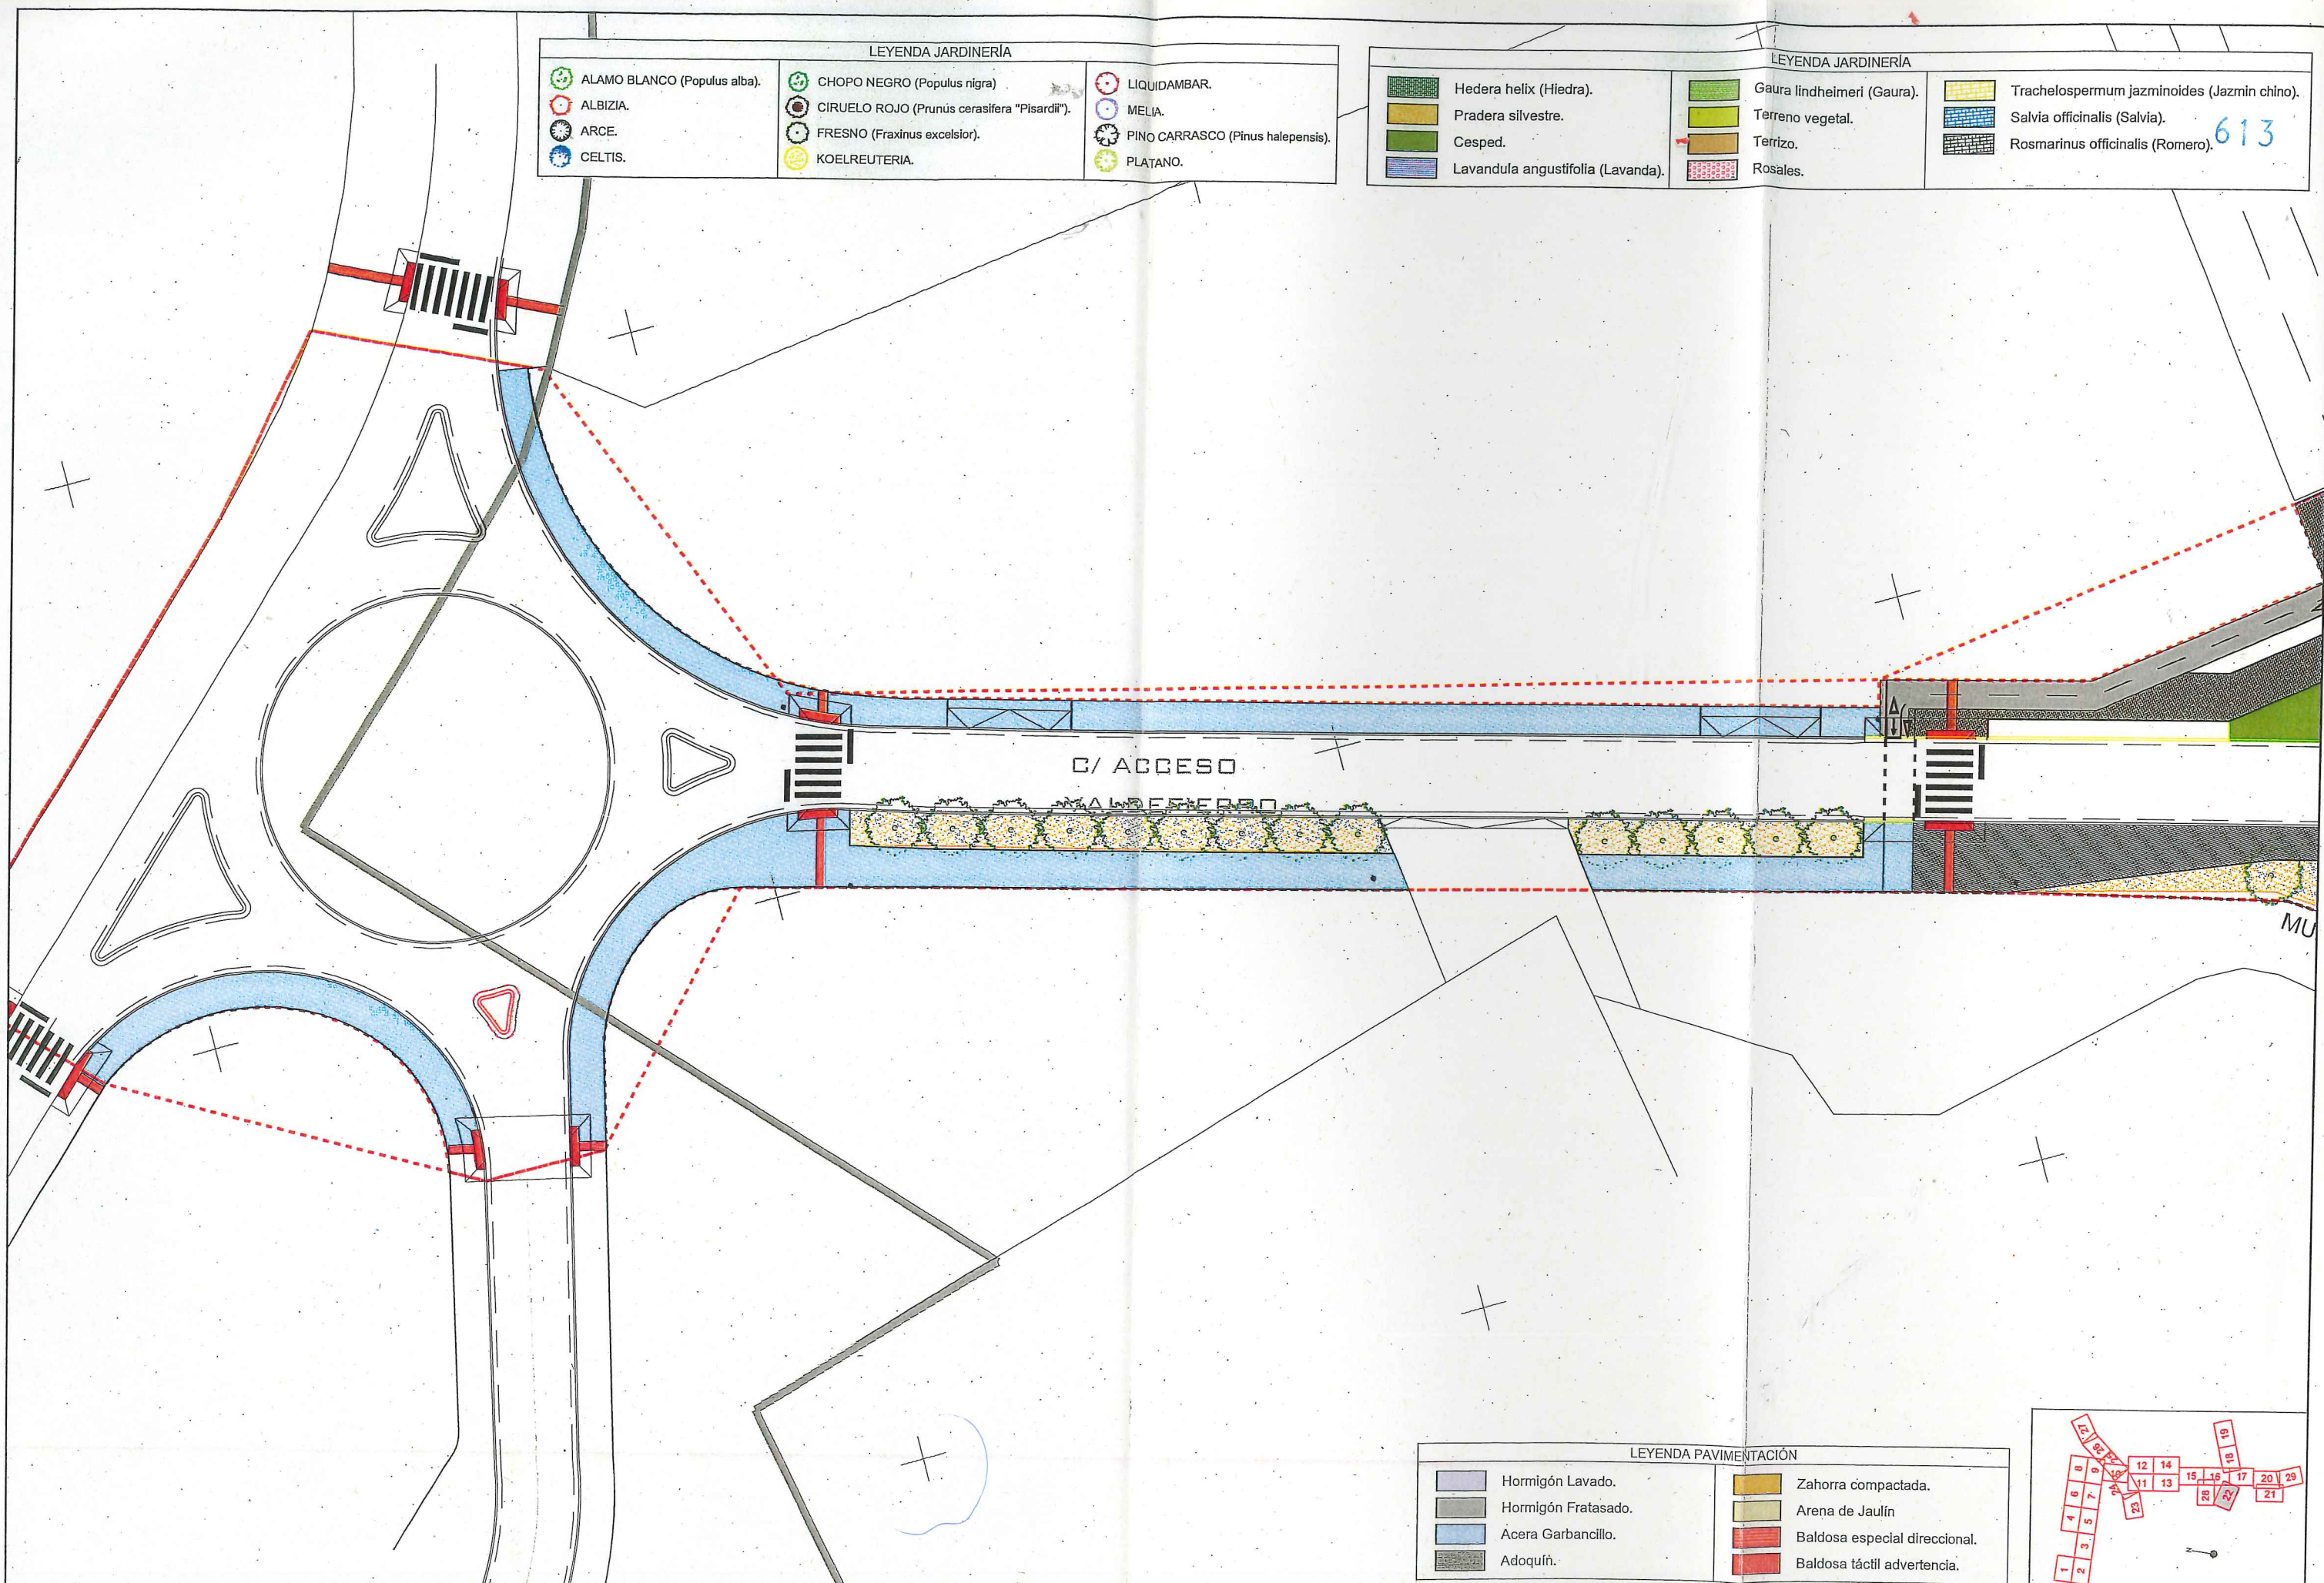 LEYENDA JARDINERÍA
ALAMO BLANCO (Populus alba).
ALBIZIA.
ARCE.
CELTIS.
CHOPO NEGRO (Populus nigra)
CIRUELO ROJO (Prunus cerasifera "Pisardii").
FRESNO (Fraxinus excelsior).
KOELREUTERIA.
LIQUIDAMBAR.
MELIA.
PINO CARRASCO (Pinus halepensis).
PLATANO.
LEYENDA JARDINERÍA
Hedera helix (Hiedra).
Pradera silvestre.
Cesped.
Lavandula angustifolia (Lavanda).
Gaura lindheimeri (Gaura).
Terreno vegetal.
Terrizo.
Rosales.
Trachelospermum jazminoides (Jazmin chino).
Salvia officinalis (Salvia).
Rosmarinus officinalis (Romero).
613
C/ ACCESO
VALDEFIERRO
C C C C C C C C C
C C C C C
MU
LEYENDA PAVIMENTACIÓN
Hormigón Lavado.
Hormigón Fratasado.
Acera Garbancillo.
Adoquín.
Zahorra compactada.
Arena de Jaulín
Baldosa especial direccional.
Baldosa táctil advertencia.
27
26
19
18
8
9
12 14
11 13
15 16 17 20 29
28 22 21
6
7
24
23
4
5
3
1
2
N